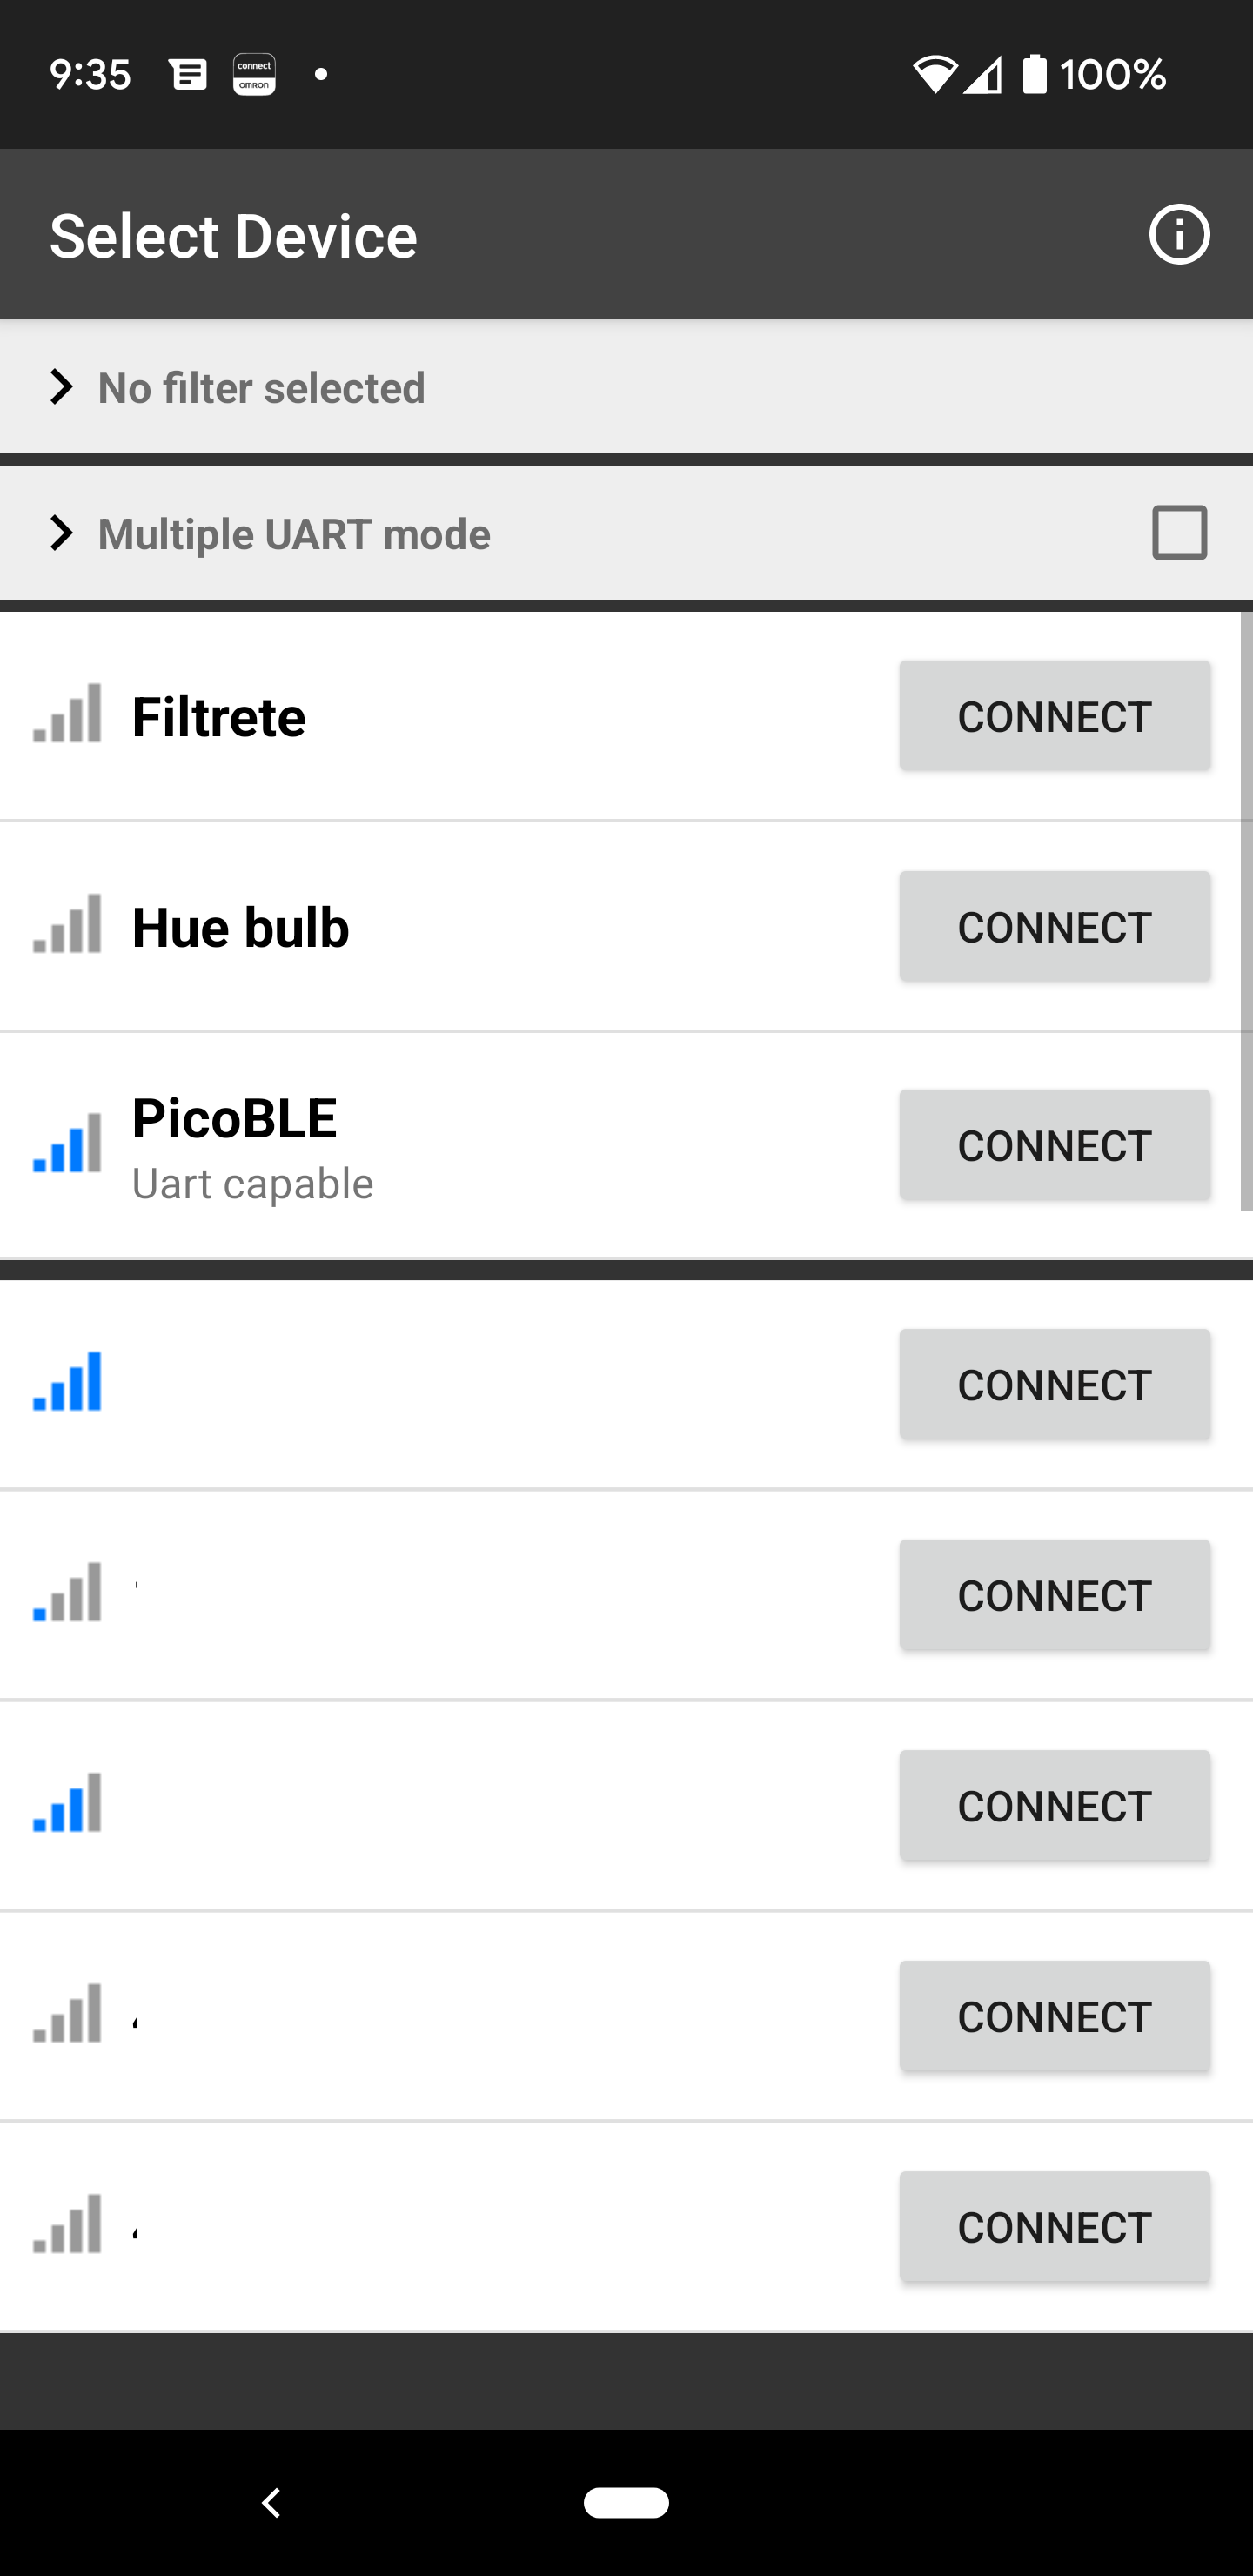 9:35 connect OMRON 100%
Select Device
No filter selected
Multiple UART mode
Filtrete CONNECT
Hue bulb CONNECT
PicoBLE
Uart capable CONNECT
CONNECT
CONNECT
CONNECT
CONNECT
CONNECT